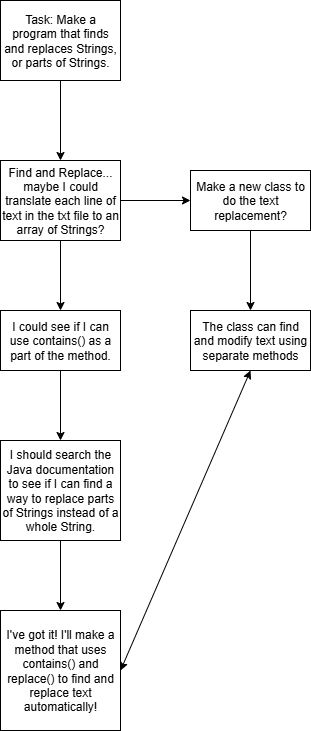 Task: Make a
program that finds
and replaces Strings,
or parts of Strings.
Find and Replace...
maybe I could
translate each line of
text in the txt file to an
array of Strings?
Make a new class to
do the text
replacement?
I could see if I can
use contains() as a
part of the method.
The class can find
and modify text using
separate methods
I should search the
Java documentation
to see if I can find a
way to replace parts
of Strings instead of a
whole String.
I've got it! I'll make a
method that uses
contains() and
replace() to find and
replace text
automatically!